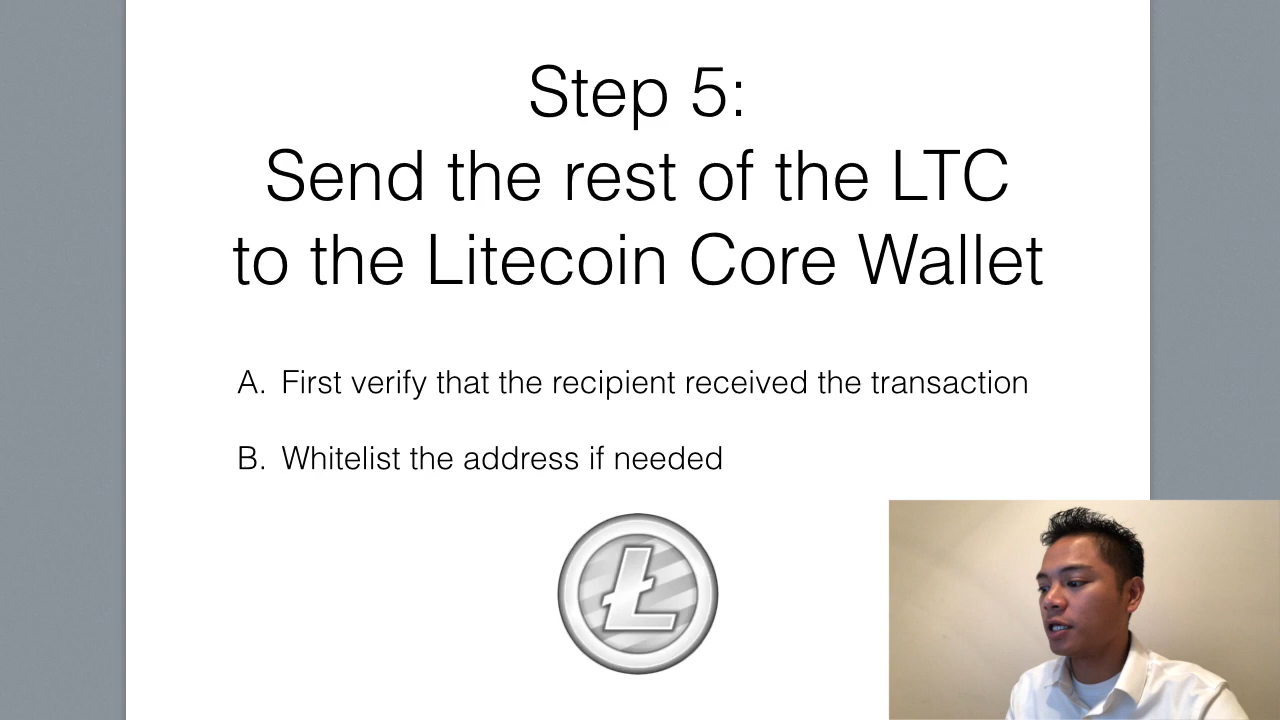 Step 5:
Send the rest of the LTC
to the Litecoin Core Wallet
A. First verify that the recipient received the transaction
B. Whitelist the address if needed